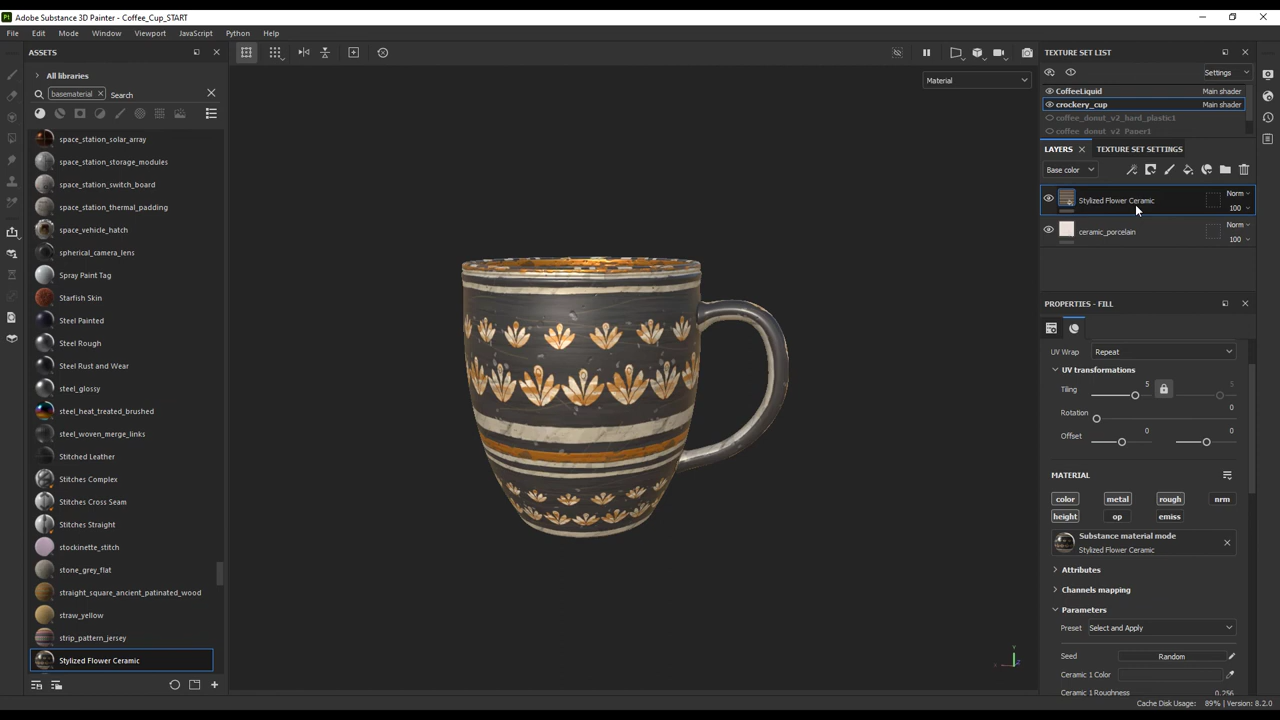 Pt Adobe Substance 3D Painter - Coffee_Cup_START
File Edit Mode Window Viewport JavaScript Python Help
ASSETS
All libraries
basematerial Search
space_station_solar_array
space_station_storage_modules
space_station_switch_board
space_station_thermal_padding
space_vehicle_hatch
spherical_camera_lens
Spray Paint Tag
Starfish Skin
Steel Painted
Steel Rough
Steel Rust and Wear
steel_glossy
steel_heat_treated_brushed
steel_woven_merge_links
Stitched Leather
Stitches Complex
Stitches Cross Seam
Stitches Straight
stockinette_stitch
stone_grey_flat
straight_square_ancient_patinated_wood
straw_yellow
strip_pattern_jersey
Stylized Flower Ceramic
Material
Y
TEXTURE SET LIST
Settings
CoffeeLiquid Main shader
crockery_cup Main shader
coffee_donut_v2_hard_plastic1
coffee_donut_v2_Paper1
LAYERS TEXTURE SET SETTINGS
Base color
Stylized Flower Ceramic Norm
100
ceramic_porcelain Norm
100
PROPERTIES - FILL
UV Wrap Repeat
UV transformations
Tiling 5 5
Rotation 0
Offset 0 0
MATERIAL
color metal rough nrm
height op emiss
Substance material mode
Stylized Flower Ceramic
Attributes
Channels mapping
Parameters
Preset Select and Apply
Seed Random
Ceramic 1 Color
Ceramic 1 Roughness 0.256
Cache Disk Usage: 89% | Version: 8.2.0